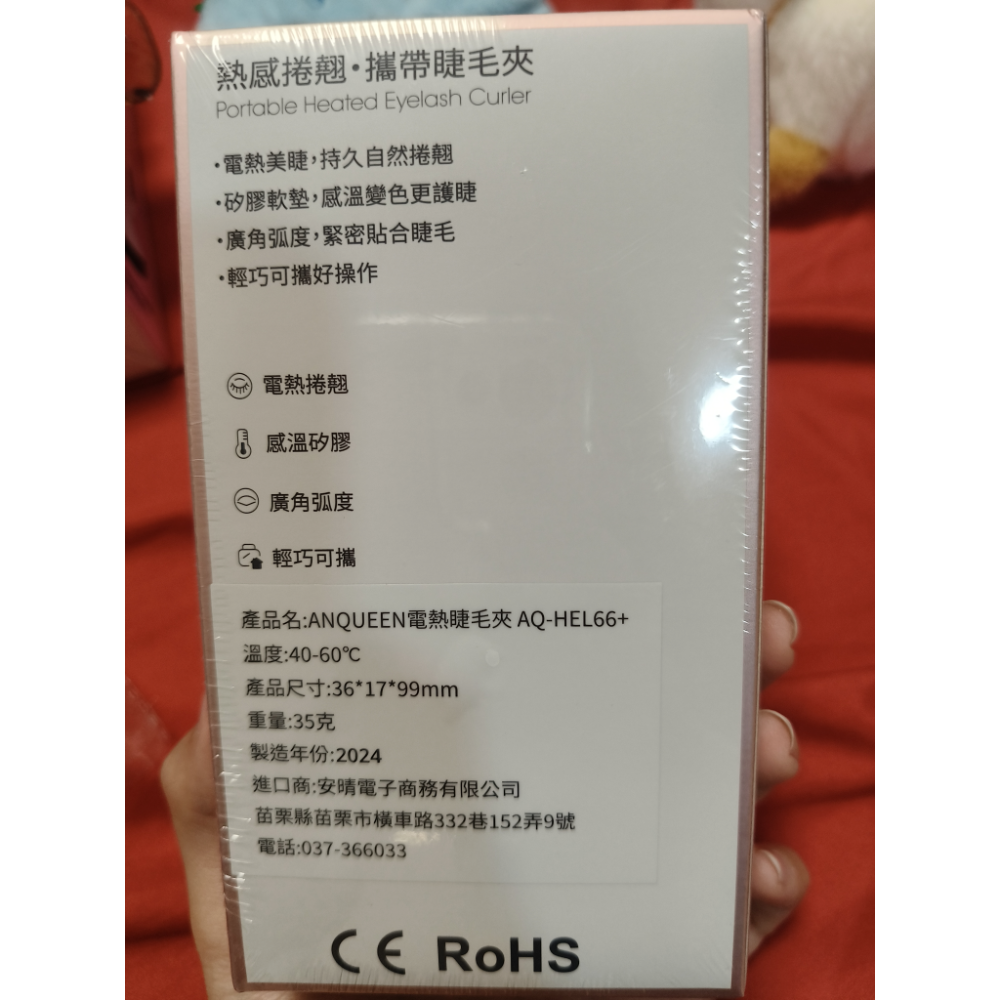 熱感捲翹·攜帶睫毛夾
Portable Heated Eyelash Curler
·電熱美睫,持久自然捲翹
·矽膠軟墊,感溫變色更護睫
·廣角弧度,緊密貼合睫毛
·輕巧可攜好操作
電熱捲翹
感溫矽膠
廣角弧度
輕巧可攜
產品名:ANQUEEN電熱睫毛夾 AQ-HEL66+
溫度:40-60℃
產品尺寸:36*17*99mm
重量:35克
製造年份:2024
進口商:安晴電子商務有限公司
苗栗縣苗栗市橫車路332巷152弄9號
電話:037-366033
CE RoHS